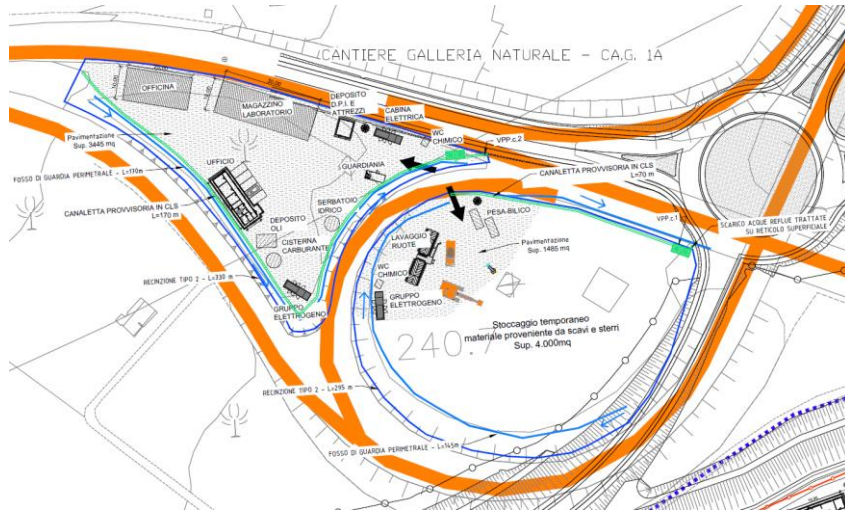 CANTIERE GALLERIA NATURALE - CA.G. 1A
OFFICINA
MAGAZZINO
LABORATORIO
DEPOSITO
D.P.I. E
ATTREZZI
CABINA
ELETTRICA
WC
CHIMICO
VPP.c.2
Pavimentazione
Sup. 3445 mq
GUARDIANIA
UFFICIO
CANALETTA PROVVISORIA IN CLS
L=70 m
FOSSO DI GUARDIA PERIMETRALE - L=170m
CANALETTA PROVVISORIA IN CLS
L=170 m
SERBATOIO
IDRICO
DEPOSITO
OLI
PESA-BILICO
VPP.c.1
SCARICO ACQUE REFLUE TRATTATE
SU RETICOLO SUPERFICIALE
LAVAGGIO
RUOTE
CISTERNA
CARBURANTE
Pavimentazione
Sup. 1485 mq
WC
CHIMICO
RECINZIONE TIPO 2 - L=330 m
GRUPPO
ELETTROGENO
GRUPPO
ELETTROGENO
Stoccaggio temporaneo
materiale proveniente da scavi e sterri
Sup. 4.000mq
240.7
RECINZIONE TIPO 2 - L=295 m
FOSSO DI GUARDIA PERIMETRALE - L=145m